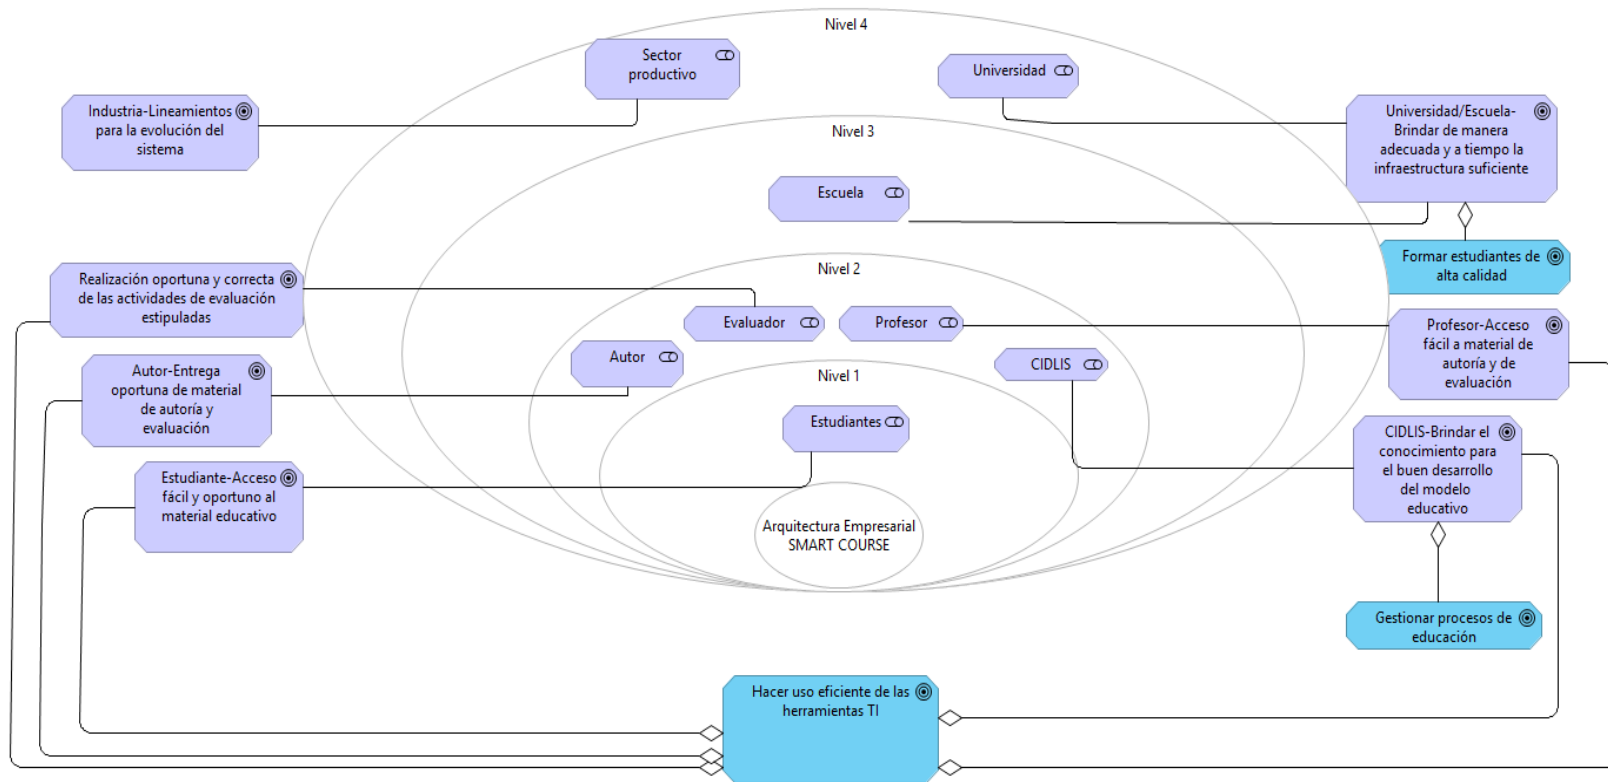 Nivel 4
Sector
productivo
Universidad
Industria-Lineamientos
para la evolución del
sistema
Universidad/Escuela-
Brindar de manera
adecuada y a tiempo la
infraestructura suficiente
Nivel 3
Escuela
Formar estudiantes de
alta calidad
Nivel 2
Realización oportuna y correcta
de las actividades de evaluación
estipuladas
Evaluador
Profesor
Profesor-Acceso
fácil a material de
autoría y de
evaluación
Autor
CIDLIS
Autor-Entrega
oportuna de material
de autoría y
evaluación
Nivel 1
Estudiantes
CIDLIS-Brindar el
conocimiento para
el buen desarrollo
del modelo
educativo
Estudiante-Acceso
fácil y oportuno al
material educativo
Arquitectura Empresarial
SMART COURSE
Gestionar procesos de
educación
Hacer uso eficiente de las
herramientas TI